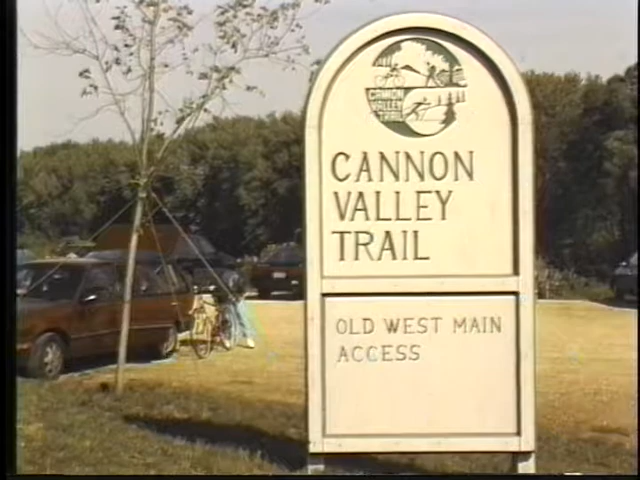 CANNON
VALLEY
TRAIL
CANNON
VALLEY
TRAIL
OLD WEST MAIN
ACCESS